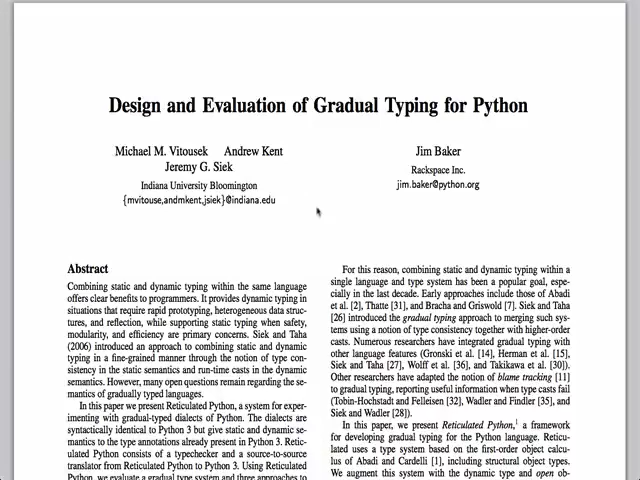 Design and Evaluation of Gradual Typing for Python
Michael M. Vitousek Andrew Kent
Jeremy G. Siek
Indiana University Bloomington
{mvitouse,andmkent,jsiek}@indiana.edu
Jim Baker
Rackspace Inc.
jim.baker@python.org
Abstract
Combining static and dynamic typing within the same language
offers clear benefits to programmers. It provides dynamic typing in
situations that require rapid prototyping, heterogeneous data struc-
tures, and reflection, while supporting static typing when safety,
modularity, and efficiency are primary concerns. Siek and Taha
(2006) introduced an approach to combining static and dynamic
typing in a fine-grained manner through the notion of type con-
sistency in the static semantics and run-time casts in the dynamic
semantics. However, many open questions remain regarding the se-
mantics of gradually typed languages.
In this paper we present Reticulated Python, a system for exper-
imenting with gradual-typed dialects of Python. The dialects are
syntactically identical to Python 3 but give static and dynamic se-
mantics to the type annotations already present in Python 3. Retic-
ulated Python consists of a typechecker and a source-to-source
translator from Reticulated Python to Python 3. Using Reticulated
Python, we evaluate a gradual type system and three approaches to
For this reason, combining static and dynamic typing within a
single language and type system has been a popular goal, espe-
cially in the last decade. Early approaches include those of Abadi
et al. [2], Thatte [31], and Bracha and Griswold [7]. Siek and Taha
[26] introduced the gradual typing approach to merging such sys-
tems using a notion of type consistency together with higher-order
casts. Numerous researchers have integrated gradual typing with
other language features (Gronski et al. [14], Herman et al. [15],
Siek and Taha [27], Wolff et al. [36], and Takikawa et al. [30]).
Other researchers have adapted the notion of blame tracking [11]
to gradual typing, reporting useful information when type casts fail
(Tobin-Hochstadt and Felleisen [32], Wadler and Findler [35], and
Siek and Wadler [28]).
In this paper, we present Reticulated Python,¹ a framework
for developing gradual typing for the Python language. Reticu-
lated uses a type system based on the first-order object calcu-
lus of Abadi and Cardelli [1], including structural object types.
We augment this system with the dynamic type and open ob-